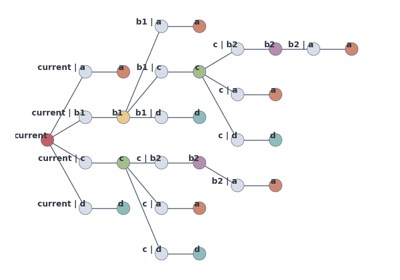 b1 | a a
c | b2 b2 b2 | a a
current | a a b1 | c c
c | a a
current | b1 b1 b1 | d d
current
c | d d
current | c c c | b2 b2
b2 | a a
current | d d c | a a
c | d d